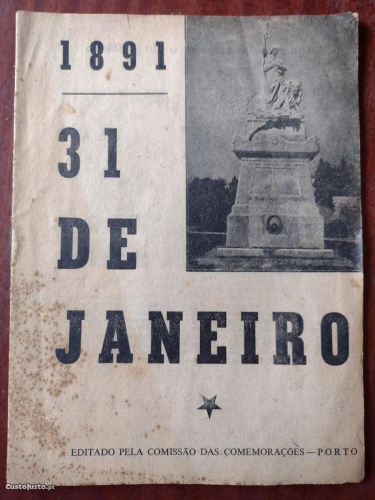 1891
31
DE
JANEIRO
EDITADO PELA COMISSÃO DAS COMEMORAÇÕES — PORTO
CustoJusto.pt